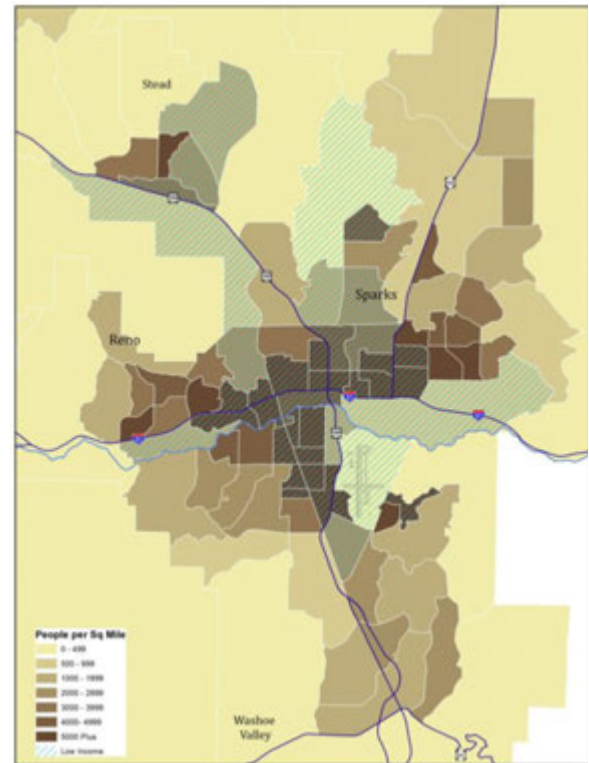 Stead
Sparks
Reno
People per Sq Mile
0 - 499
500 - 999
1000 - 1999
2000 - 2999
3000 - 3999
4000- 4999
5000 Plus
Low Income
Washoe
Valley